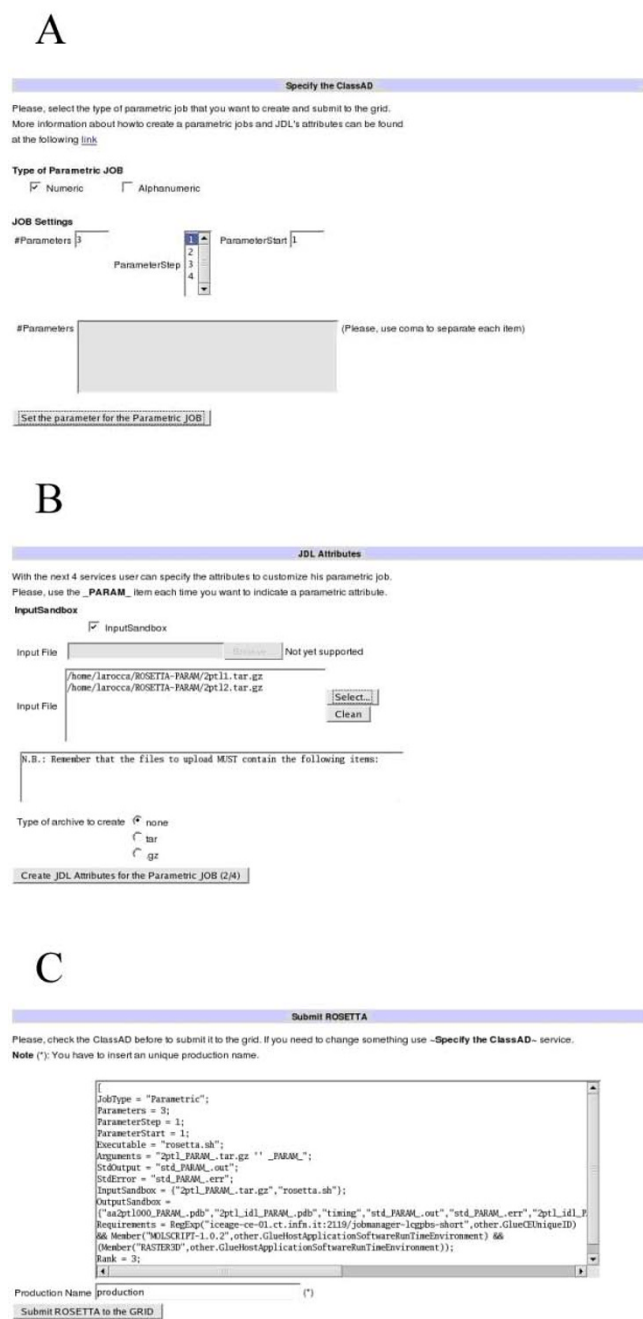 A
Specify the ClassAD
Please, select the type of parametric job that you want to create and submit to the grid.
More information about howto create a parametric jobs and JDL's attributes can be found
at the following link
Type of Parametric JOB
Numeric Alphanumeric
JOB Settings
#Parameters 3 ParameterStep 1 2 3 4 ParameterStart 1
#Parameters (Please, use coma to separate each item)
Set the parameter for the Parametric JOB
B
JDL Attributes
With the next 4 services user can specify the attributes to customize his parametric job.
Please, use the _PARAM_ item each time you want to indicate a parametric attribute.
InputSandbox
InputSandbox
Input File Browse... Not yet supported
/home/larocca/ROSETTA-PARAM/2ptl1.tar.gz
/home/larocca/ROSETTA-PARAM/2ptl2.tar.gz
Input File
Select...
Clean
N.B.: Remember that the files to upload MUST contain the following items:
Type of archive to create none
tar
.gz
Create JDL Attributes for the Parametric JOB (2/4)
C
Submit ROSETTA
Please, check the ClassAD before to submit it to the grid. If you need to change something use ~Specify the ClassAD~ service.
Note (*): You have to insert an unique production name.
[
JobType = "Parametric";
Parameters = 3;
ParameterStep = 1;
ParameterStart = 1;
Executable = "rosetta.sh";
Arguments = "2ptl_PARAM_.tar.gz '' _PARAM_";
StdOutput = "std_PARAM_.out";
StdError = "std_PARAM_.err";
InputSandbox = {"2ptl_PARAM_.tar.gz","rosetta.sh"};
OutputSandbox =
{"aa2ptl000_PARAM_.pdb","2ptl_idl_PARAM_.pdb","timing","std_PARAM_.out","std_PARAM_.err","2ptl_idl_P
Requirements = RegExp("iceage-ce-01.ct.infn.it:2119/jobmanager-lcgpbs-short",other.GlueCEUniqueID)
&& Member("MOLSCRIPT-1.0.2",other.GlueHostApplicationSoftwareRunTimeEnvironment) &&
(Member("RASTER3D",other.GlueHostApplicationSoftwareRunTimeEnvironment));
Rank = 3;
Production Name production (*)
Submit ROSETTA to the GRID